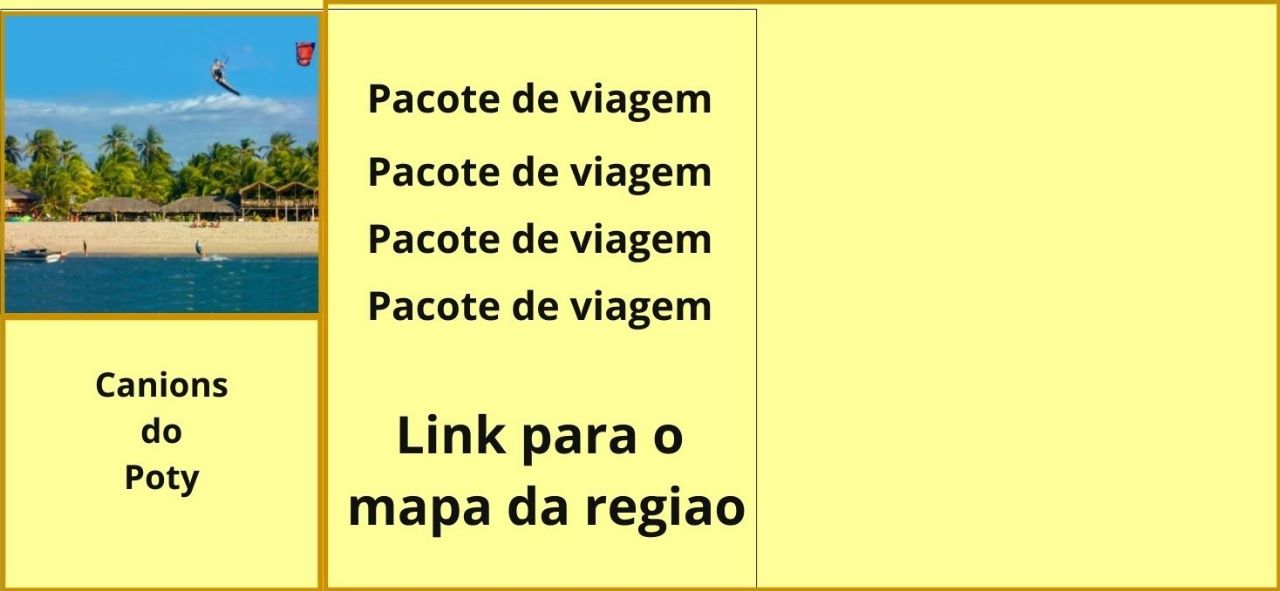 Pacote de viagem
Pacote de viagem
Pacote de viagem
Pacote de viagem
Canions
do
Poty
Link para o
mapa da regiao